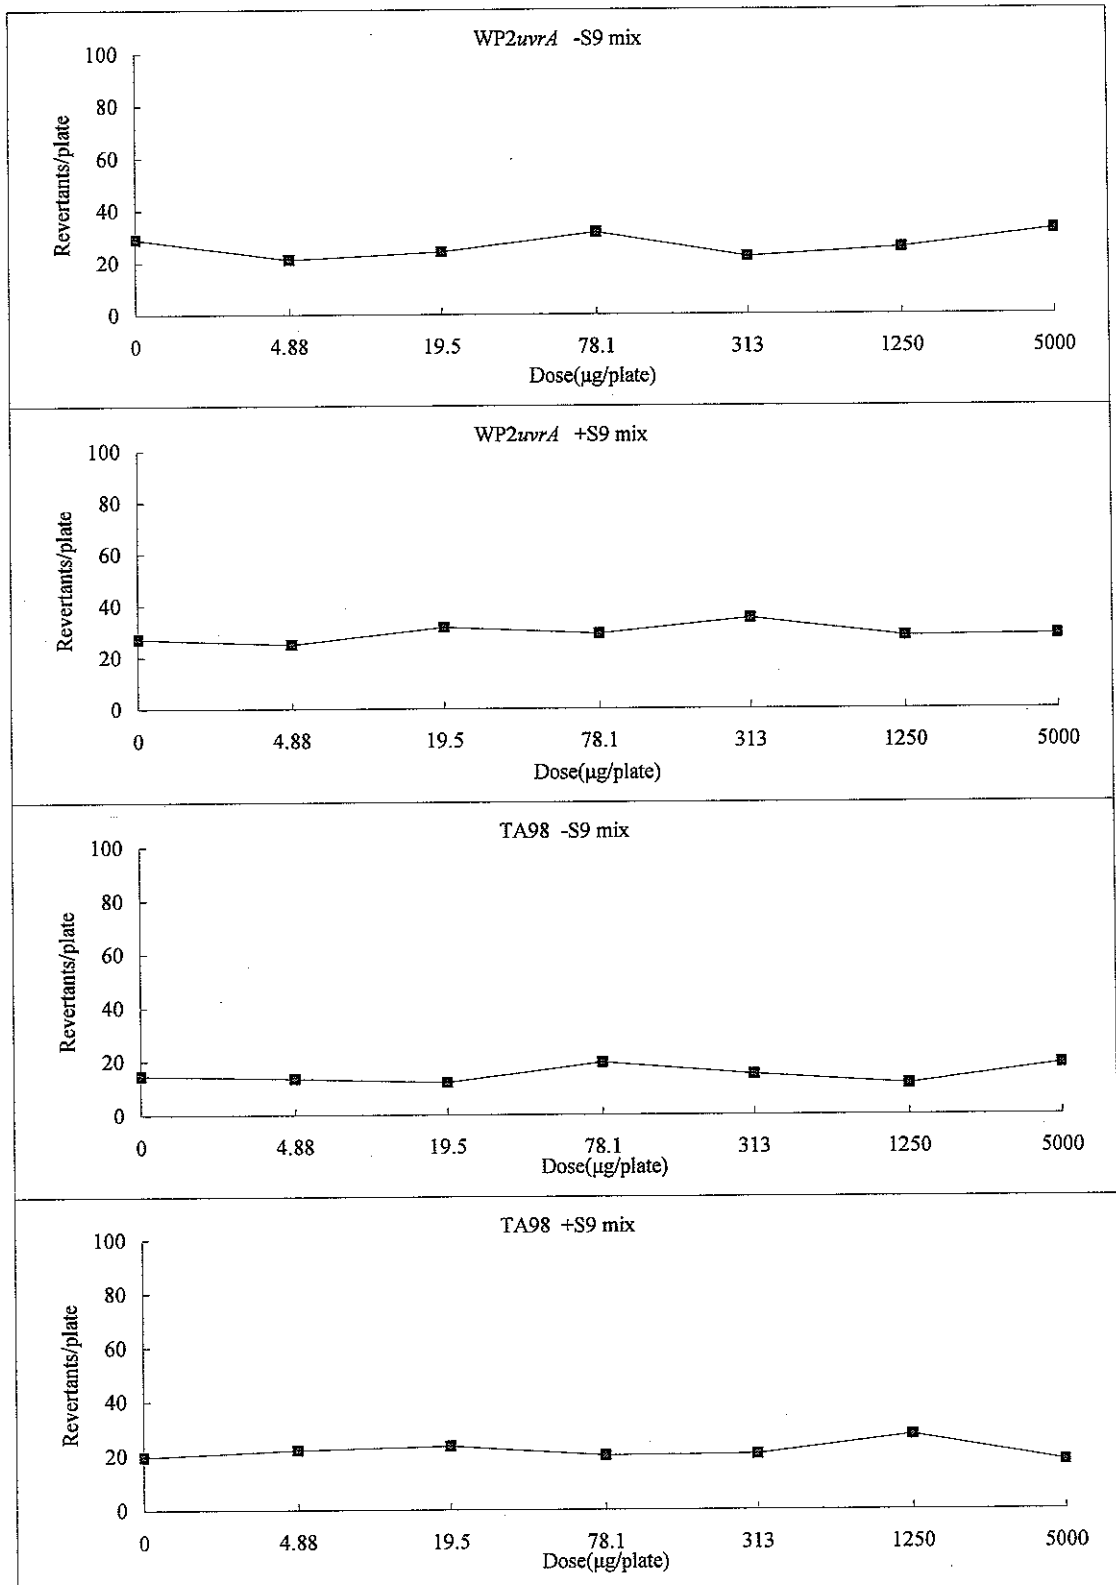 WP2uvrA -S9 mix
100
80
60
40
20
0
Revertants/plate
0 4.88 19.5 78.1 313 1250 5000
Dose(µg/plate)
WP2uvrA +S9 mix
100
80
60
40
20
0
Revertants/plate
0 4.88 19.5 78.1 313 1250 5000
Dose(µg/plate)
TA98 -S9 mix
100
80
60
40
20
0
Revertants/plate
0 4.88 19.5 78.1 313 1250 5000
Dose(µg/plate)
TA98 +S9 mix
100
80
60
40
20
0
Revertants/plate
0 4.88 19.5 78.1 313 1250 5000
Dose(µg/plate)